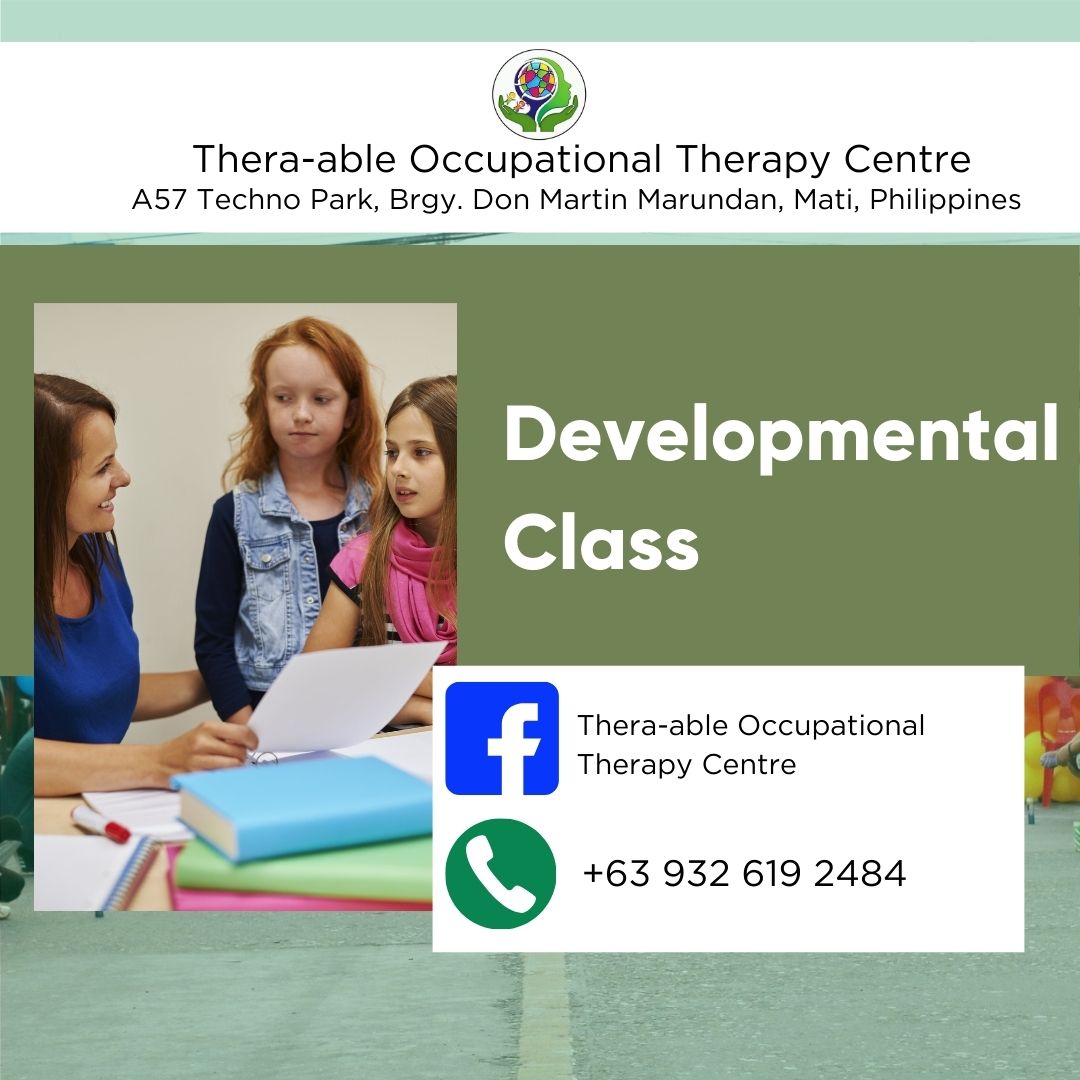 Thera-able Occupational Therapy Centre
A57 Techno Park, Brgy. Don Martin Marundan, Mati, Philippines
Developmental
Class
Thera-able Occupational
Therapy Centre
+63 932 619 2484